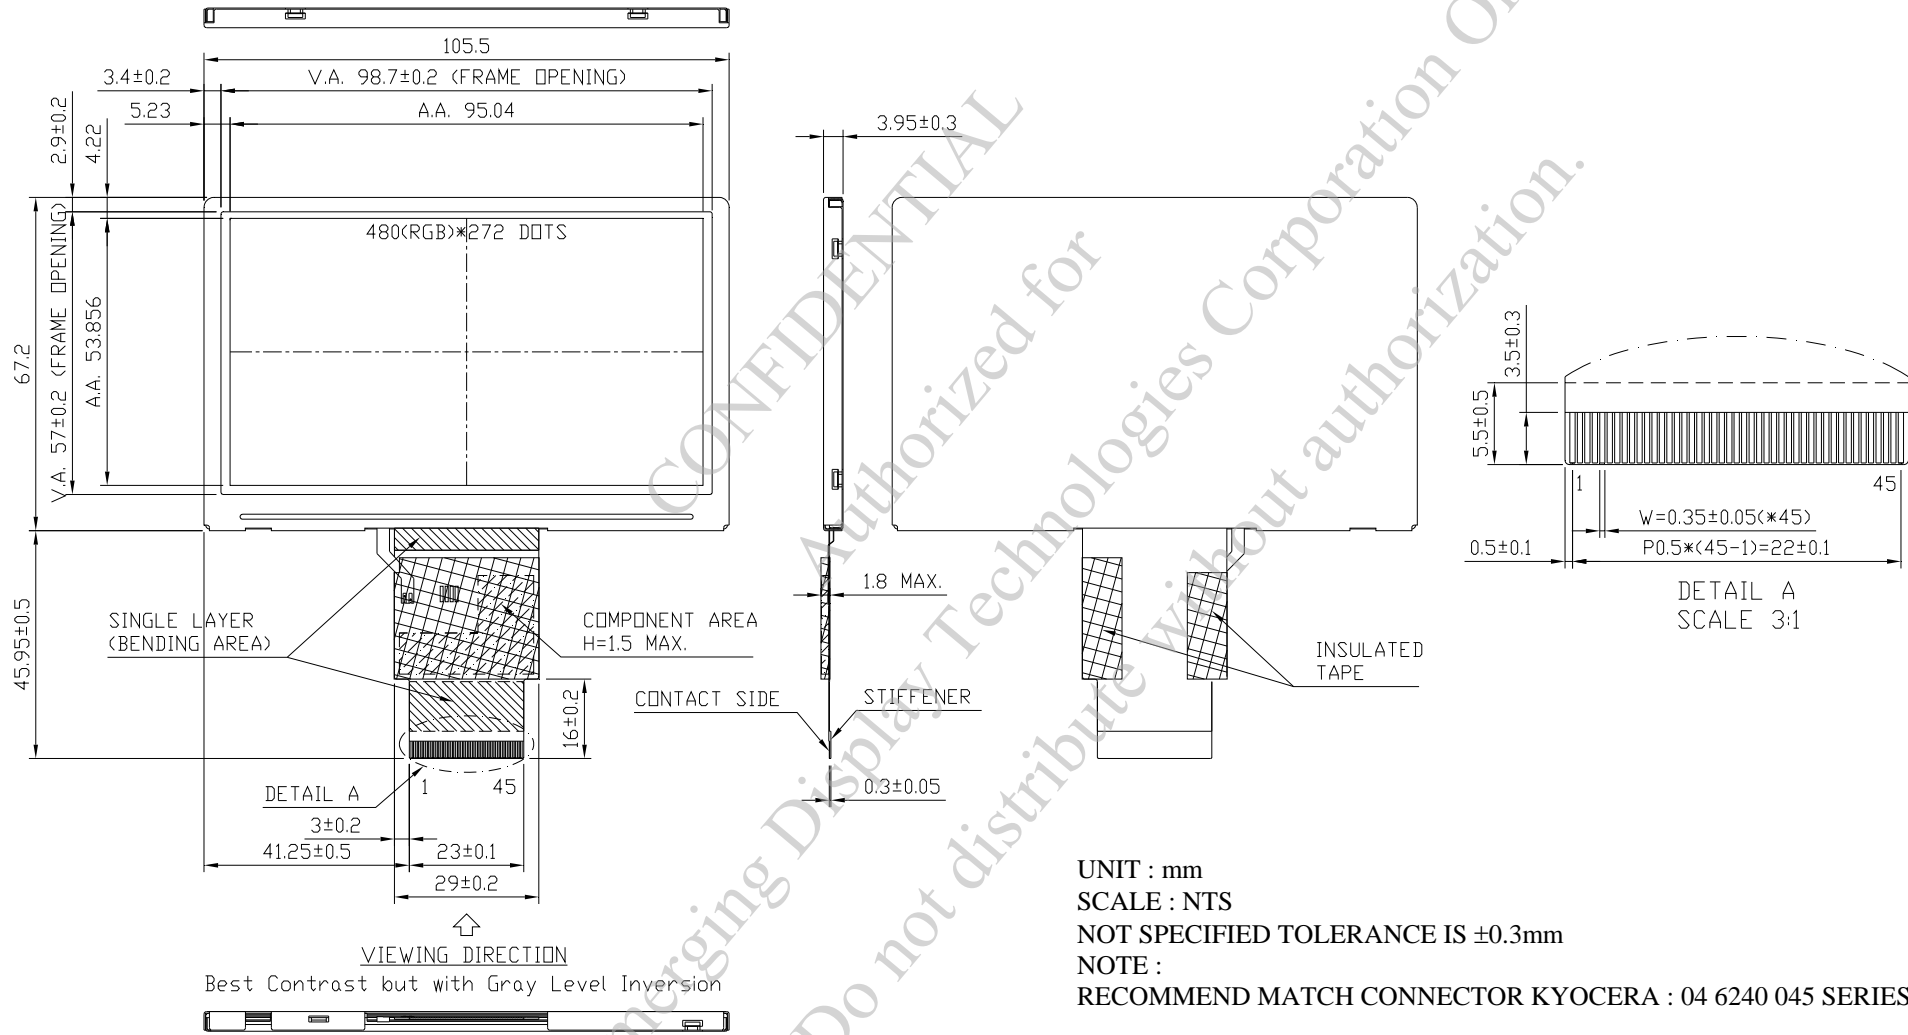 105.5
3.4±0.2
V.A. 98.7±0.2 (FRAME OPENING)
5.23
A.A. 95.04
2.9±0.2
4.22
67.2
V.A. 57±0.2 (FRAME OPENING)
A.A. 53.856
480(RGB)*272 DOTS
45.95±0.5
SINGLE LAYER
(BENDING AREA)
COMPONENT AREA
H=1.5 MAX.
16±0.2
DETAIL A
1
45
3±0.2
41.25±0.5
23±0.1
29±0.2
VIEWING DIRECTION
Best Contrast but with Gray Level Inversion
3.95±0.3
1.8 MAX.
CONTACT SIDE
STIFFENER
0.3±0.05
INSULATED
TAPE
3.5±0.3
5.5±0.5
1
45
W=0.35±0.05(*45)
0.5±0.1
P0.5*(45-1)=22±0.1
DETAIL A
SCALE 3:1
UNIT : mm
SCALE : NTS
NOT SPECIFIED TOLERANCE IS ±0.3mm
NOTE :
RECOMMEND MATCH CONNECTOR KYOCERA : 04 6240 045 SERIES
CONFIDENTIAL
Authorized for
Display Technologies Corporation
Do not distribute without authorization.